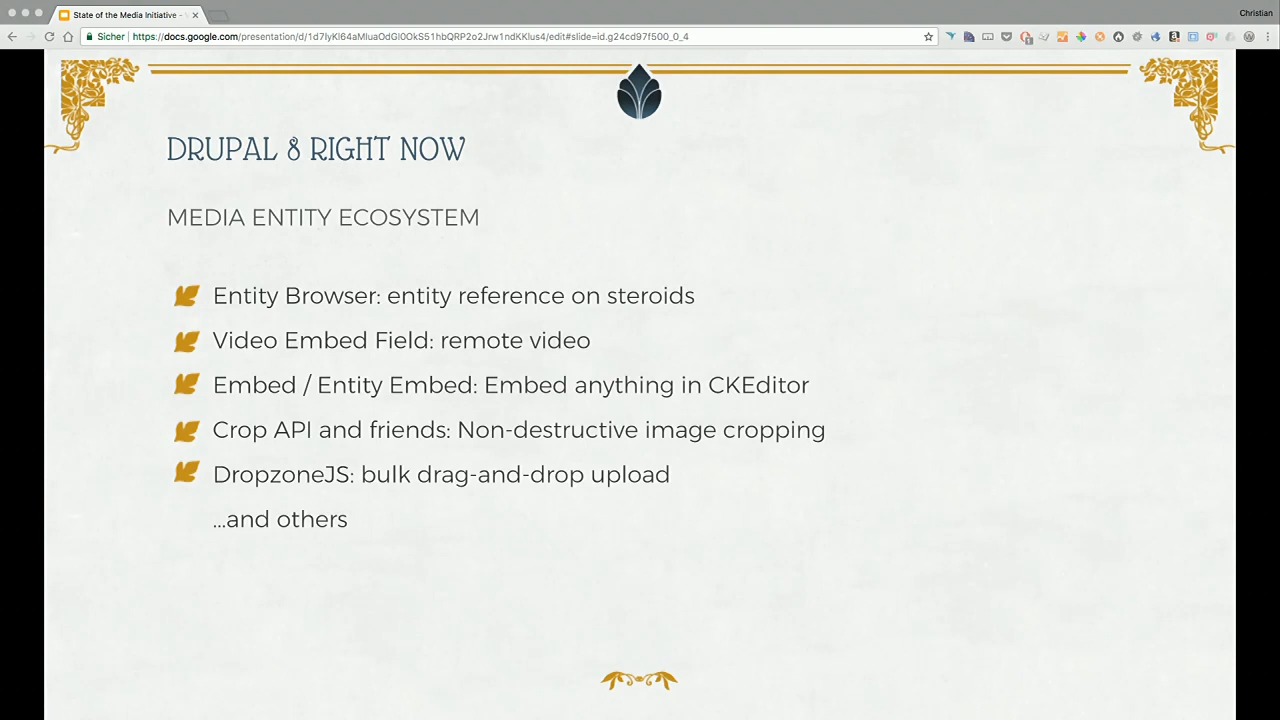 State of the Media Initiative -
Christian
Sicher
https://docs.google.com/presentation/d/1d7IyKl64aMluaOdGl0OkS51hbQRP2o2Jrw1ndKKlus4/edit#slide=id.g24cd97f500_0_4
DRUPAL 8 RIGHT NOW
MEDIA ENTITY ECOSYSTEM
Entity Browser: entity reference on steroids
Video Embed Field: remote video
Embed / Entity Embed: Embed anything in CKEditor
Crop API and friends: Non-destructive image cropping
DropzoneJS: bulk drag-and-drop upload
...and others